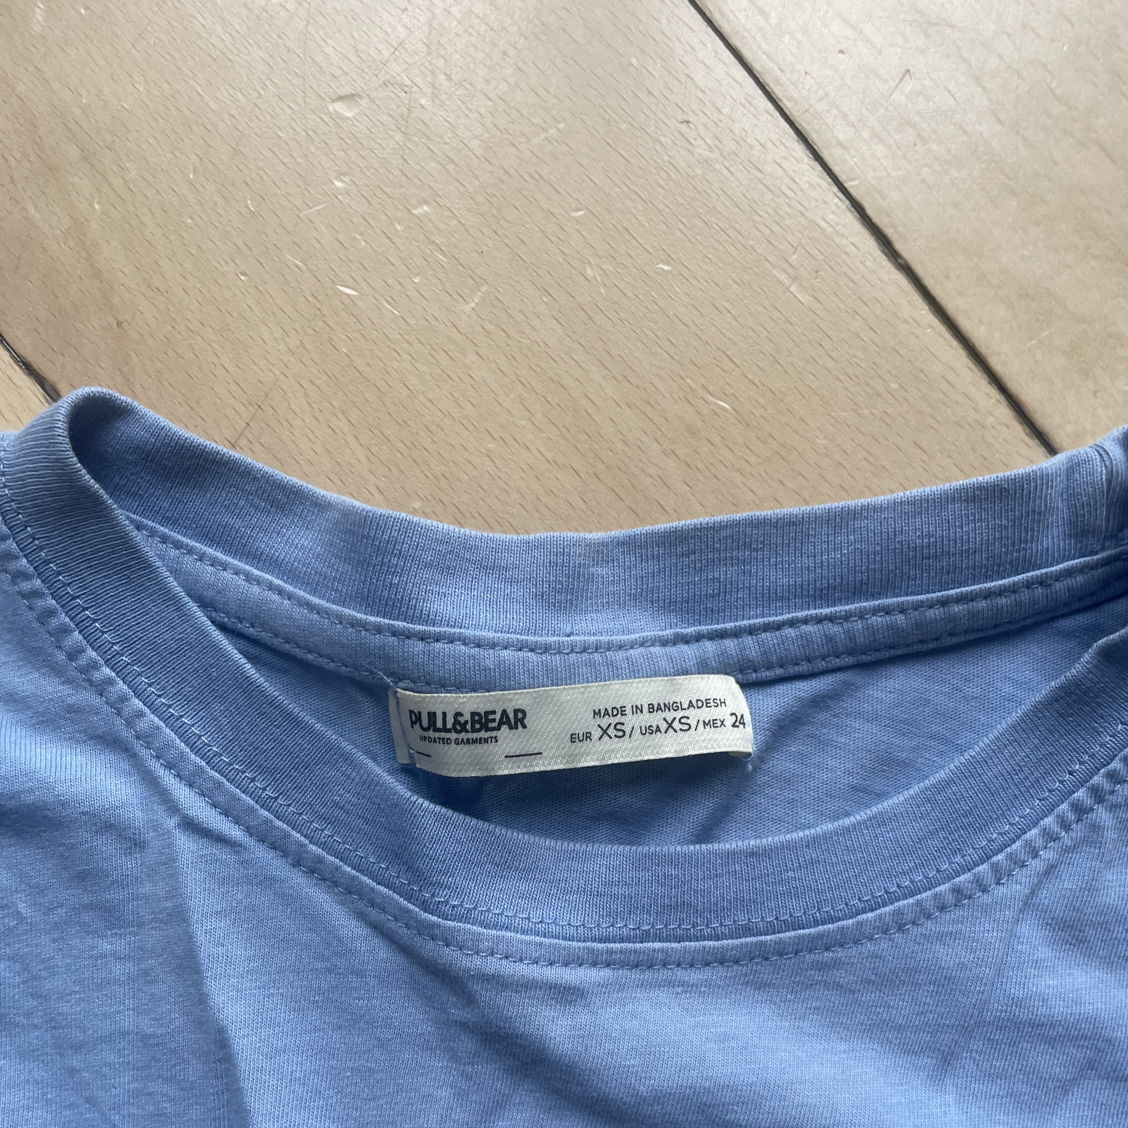 PULL&BEAR
UPDATED GARMENTS
MADE IN BANGLADESH
EUR XS / USA XS / MEX 24